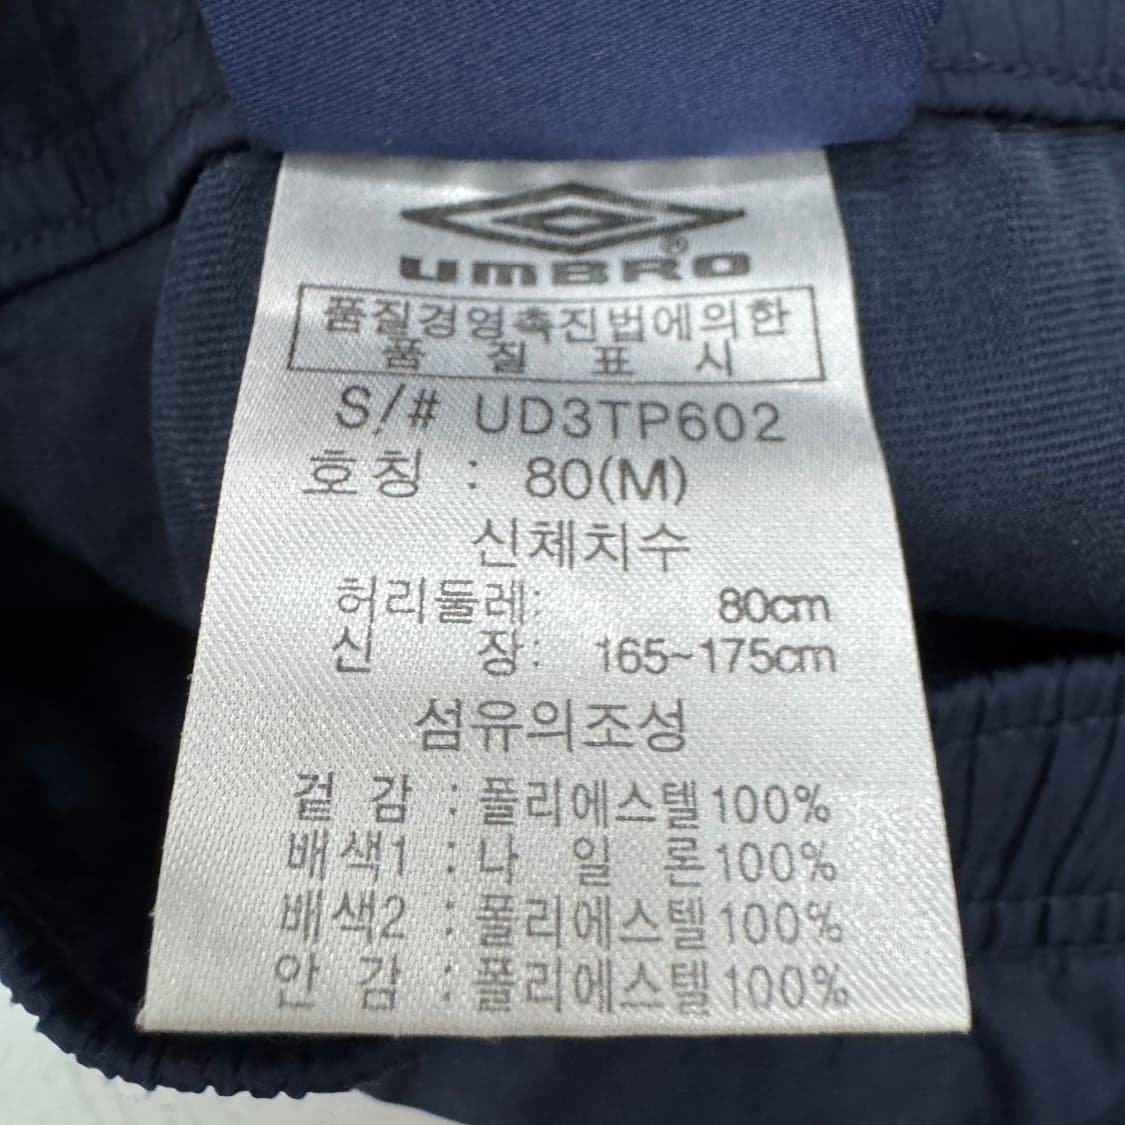 UMBRO®
품질경영촉진법에의한
품 질 표 시
S/# UD3TP602
호칭 : 80(M)
신체치수
허리둘레: 80cm
신 장: 165~175cm
섬유의조성
겉 감 : 폴리에스텔100%
배색1 : 나 일 론100%
배색2 : 폴리에스텔100%
안 감 : 폴리에스텔100%